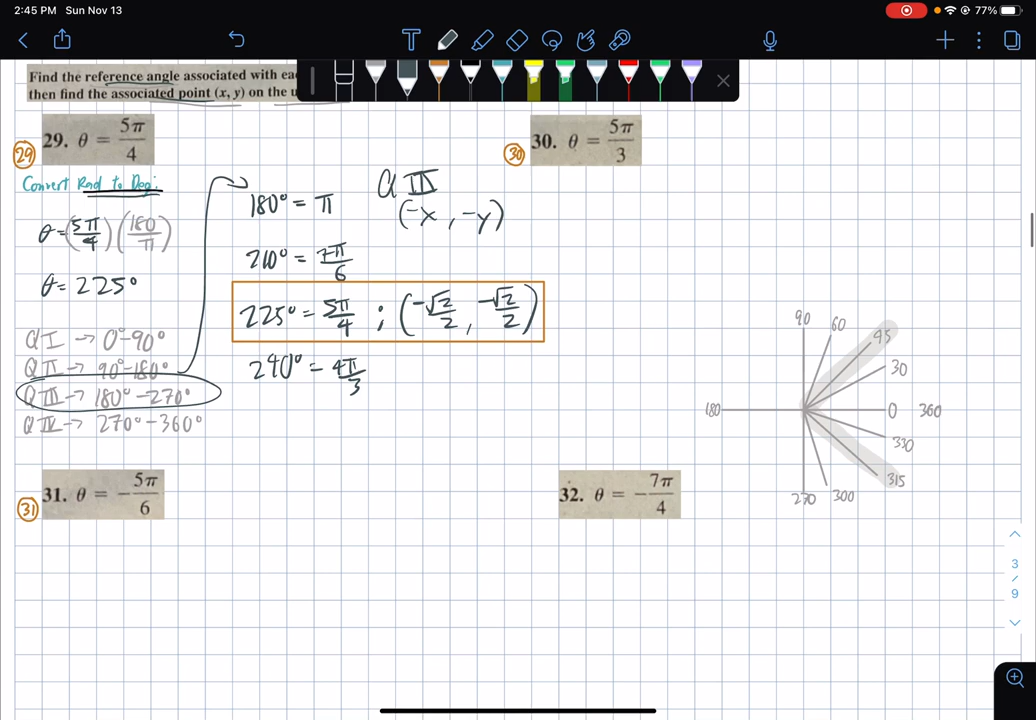 2:45 PM Sun Nov 13
77%
Find the reference angle associated with
then find the associated point (x, y) on the
29 29. θ = 5π/4
30 30. θ = 5π/3
Convert Rad to Deg:
θ = (5π/4)(180/π)
θ = 225°
QI → 0°-90°
QII → 90°-180°
QIII → 180°-270°
QIV → 270°-360°
180° = π
210° = 7π/6
225° = 5π/4 ; (-√2/2, -√2/2)
240° = 4π/3
QIII
(-x, -y)
90 60
45
30
180 0 360
330
315
270 300
31 31. θ = -5π/6
32. θ = -7π/4
3
/
9